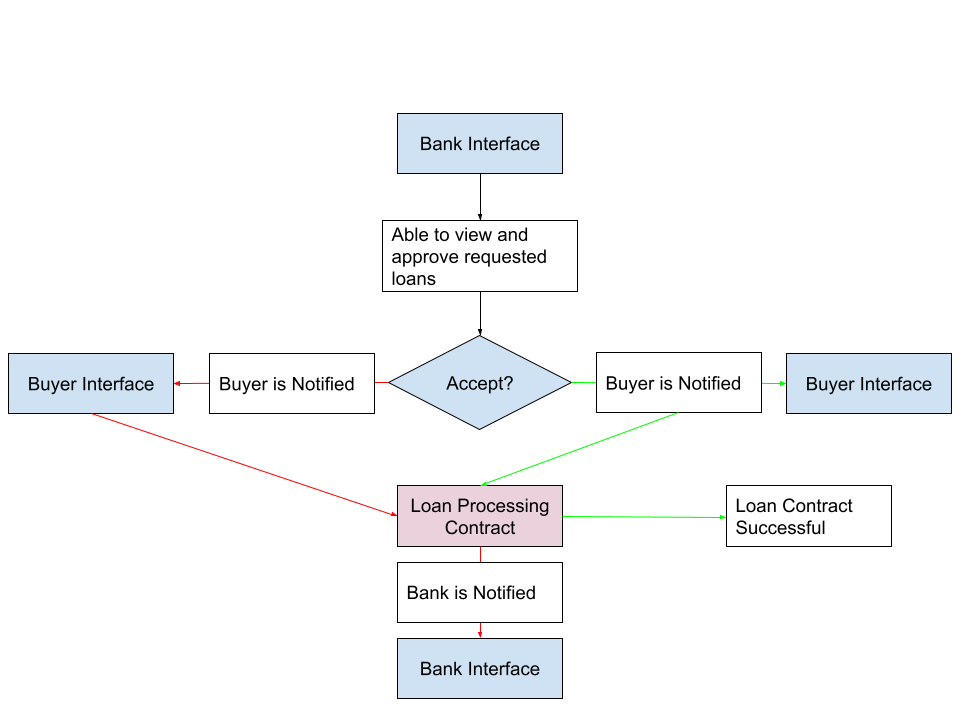 Bank Interface
Able to view and
approve requested
loans
Buyer Interface
Buyer is Notified
Accept?
Buyer is Notified
Buyer Interface
Loan Processing
Contract
Loan Contract
Successful
Bank is Notified
Bank Interface